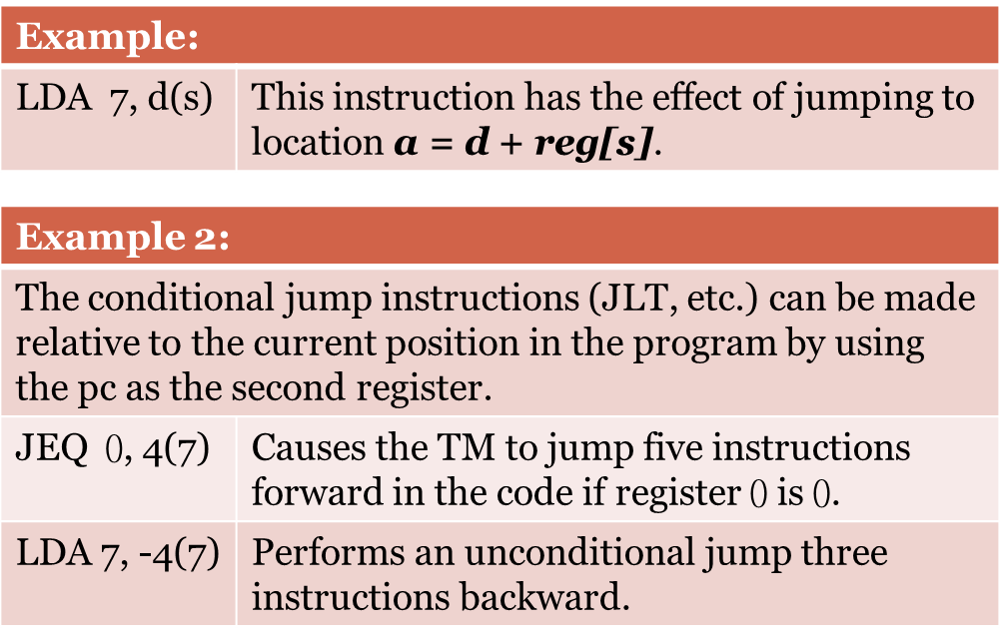 Example:
LDA 7, d(s)
This instruction has the effect of jumping to
location a = d + reg[s].
Example 2:
The conditional jump instructions (JLT, etc.) can be made
relative to the current position in the program by using
the pc as the second register.
JEQ 0, 4(7)
Causes the TM to jump five instructions
forward in the code if register 0 is 0.
LDA 7, -4(7)
Performs an unconditional jump three
instructions backward.